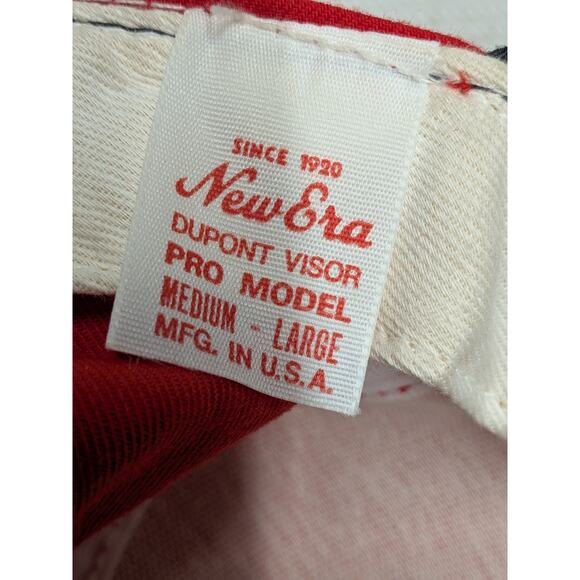 SINCE 1920
New Era
DUPONT VISOR
PRO MODEL
MEDIUM - LARGE
MFG. IN U.S.A.